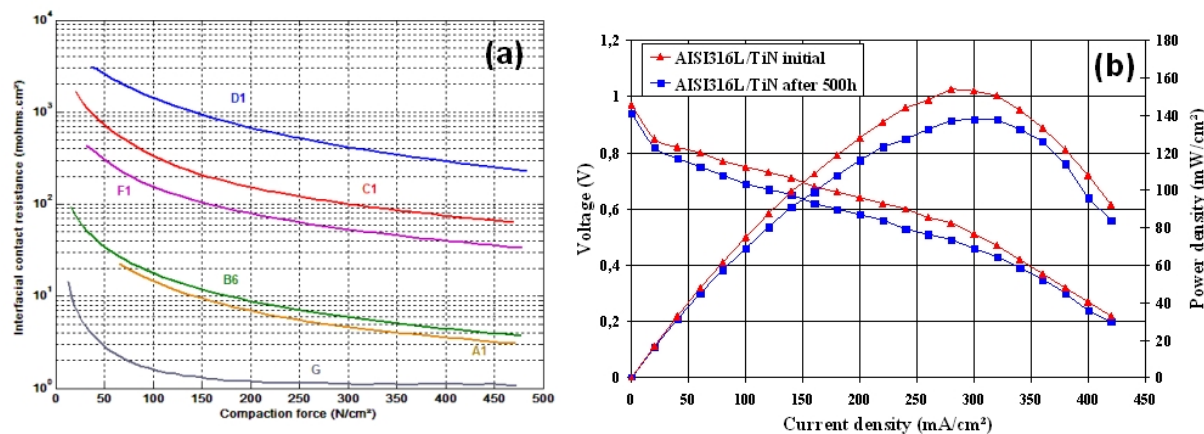 (a)
10⁴
10³
10²
10¹
10⁰
Interfacial contact resistance (mohms.cm²)
D1
C1
F1
B6
A1
G
0 50 100 150 200 250 300 350 400 450 500
Compaction force (N/cm²)
(b)
AISI316L/TiN initial
AISI316L/TiN after 500h
1,2
1
0,8
0,6
0,4
0,2
0
Voltage (V)
180
160
140
120
100
80
60
40
20
0
Power density (mW/cm²)
0 50 100 150 200 250 300 350 400 450
Current density (mA/cm²)